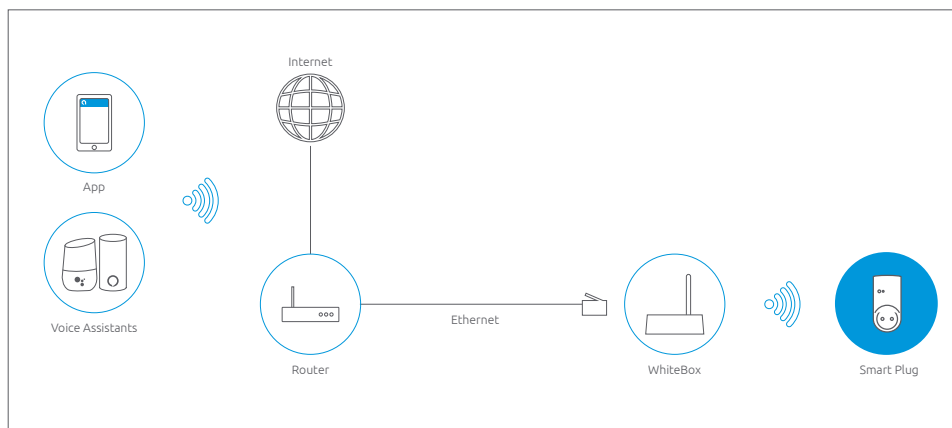 Internet
App
Voice Assistants
Ethernet
Router
WhiteBox
Smart Plug